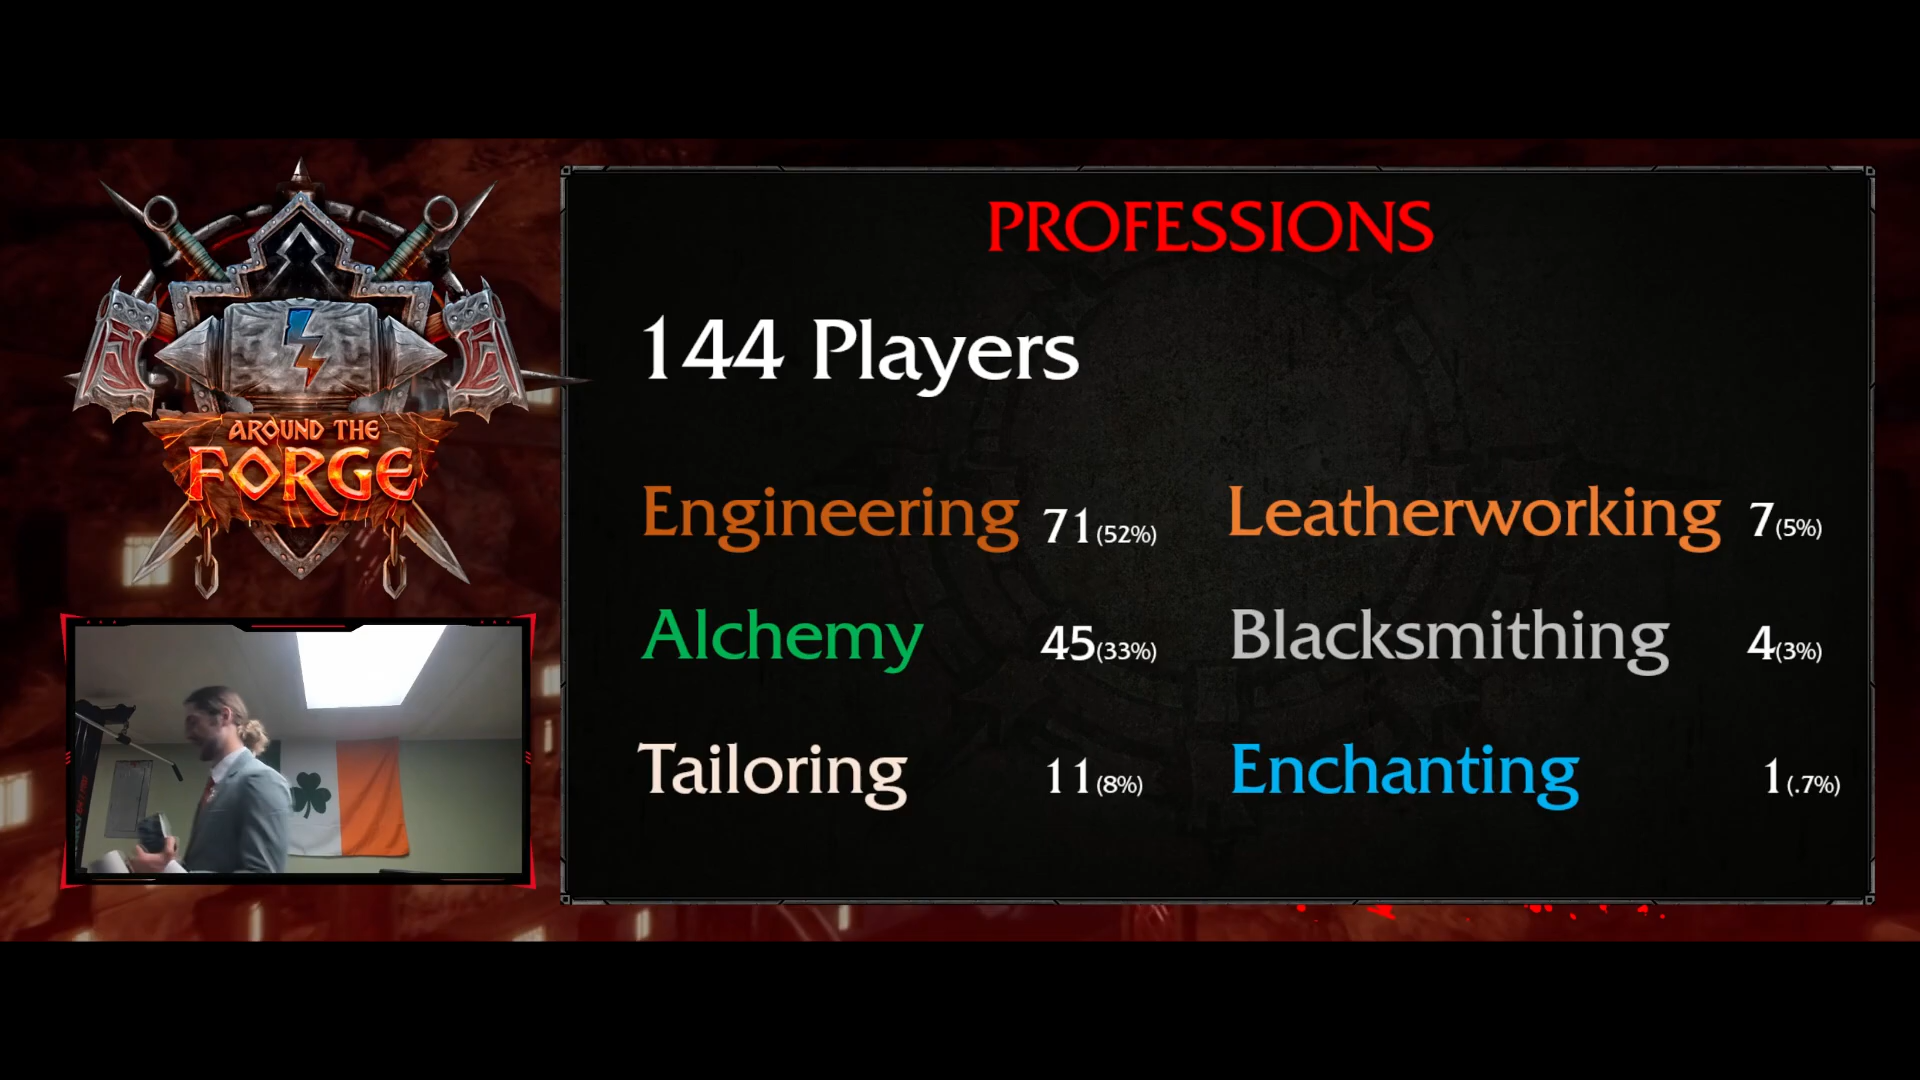 AROUND THE
FORGE
PROFESSIONS
144 Players
Engineering 71(52%)
Leatherworking 7(5%)
Alchemy 45(33%)
Blacksmithing 4(3%)
Tailoring 11(8%)
Enchanting 1(.7%)